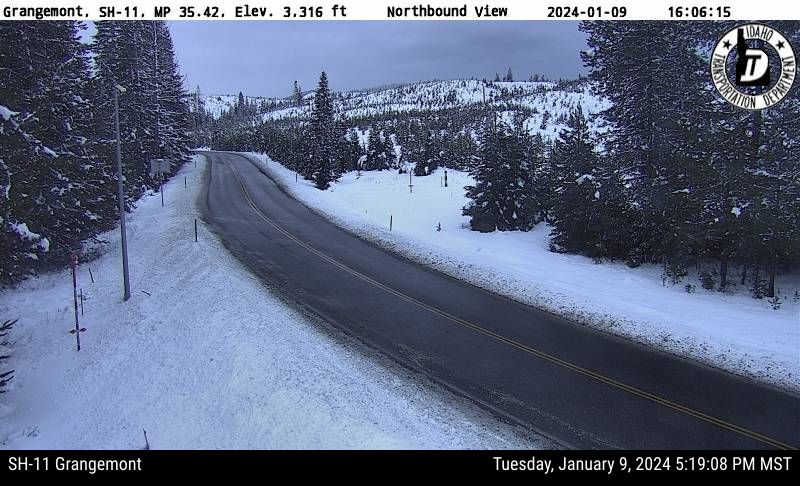 Grangemont, SH-11, MP 35.42, Elev. 3,316 ft Northbound View 2024-01-09 16:06:15
IDAHO
TRANSPORTATION DEPARTMENT
SH-11 Grangemont Tuesday, January 9, 2024 5:19:08 PM MST